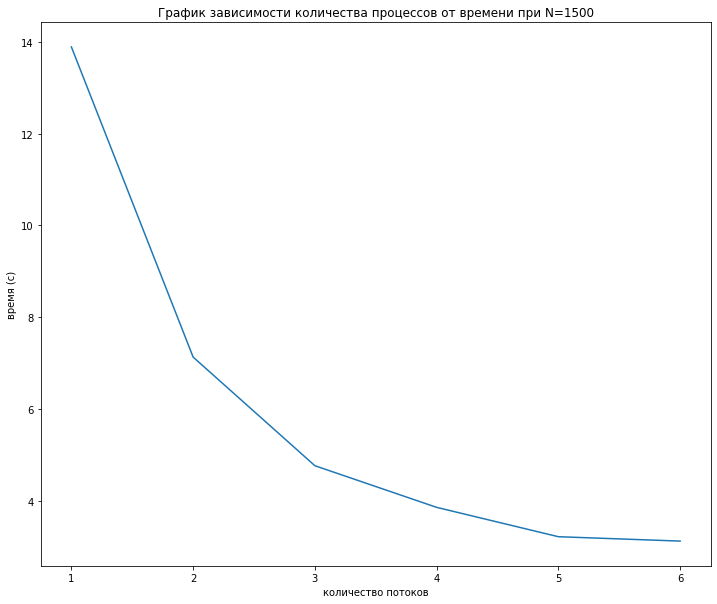 График зависимости количества процессов от времени при N=1500
14
12
10
8
6
4
время (с)
1 2 3 4 5 6
количество потоков